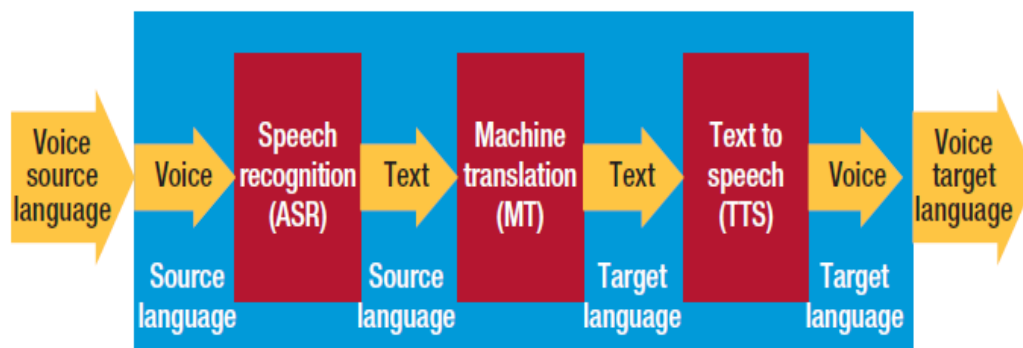 Voice
source
language
Voice
Source
language
Speech
recognition
(ASR)
Text
Source
language
Machine
translation
(MT)
Text
Target
language
Text to
speech
(TTS)
Voice
Target
language
Voice
target
language